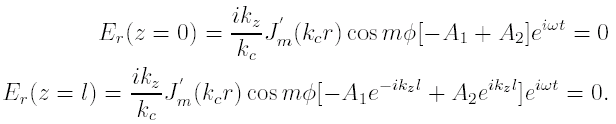 E_r(z = 0) = \frac{ik_z}{k_c} J_m^{'}(k_c r) \cos m\phi[-A_1 + A_2]e^{i\omega t} = 0
E_r(z = l) = \frac{ik_z}{k_c} J_m^{'}(k_c r) \cos m\phi[-A_1 e^{-ik_z l} + A_2 e^{ik_z l}]e^{i\omega t} = 0.